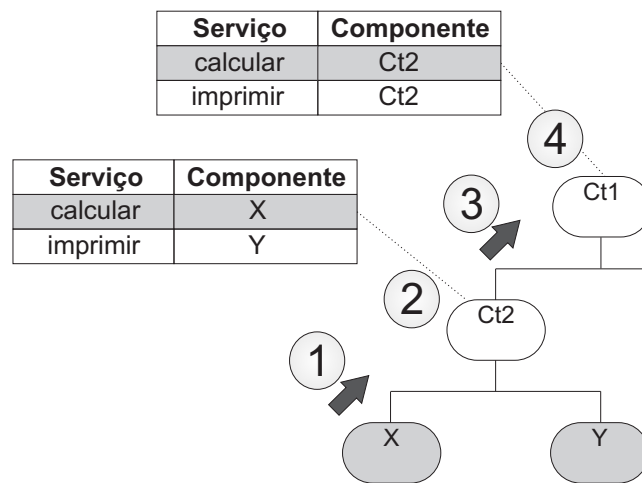 Serviço Componente
calcular Ct2
imprimir Ct2
4
Ct1
Serviço Componente
calcular X
imprimir Y
3
2
Ct2
1
X
Y